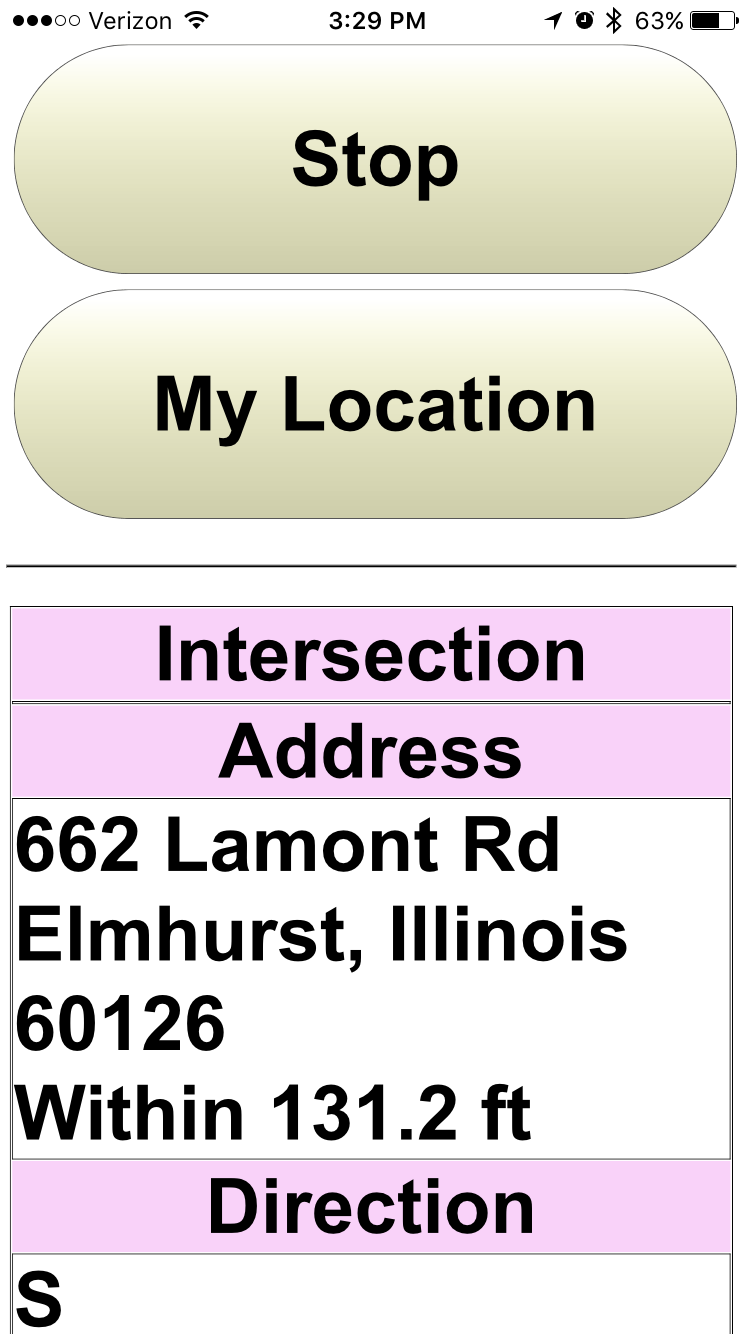 Verizon 3:29 PM 63%
Stop
My Location
Intersection
Address
662 Lamont Rd
Elmhurst, Illinois
60126
Within 131.2 ft
Direction
S